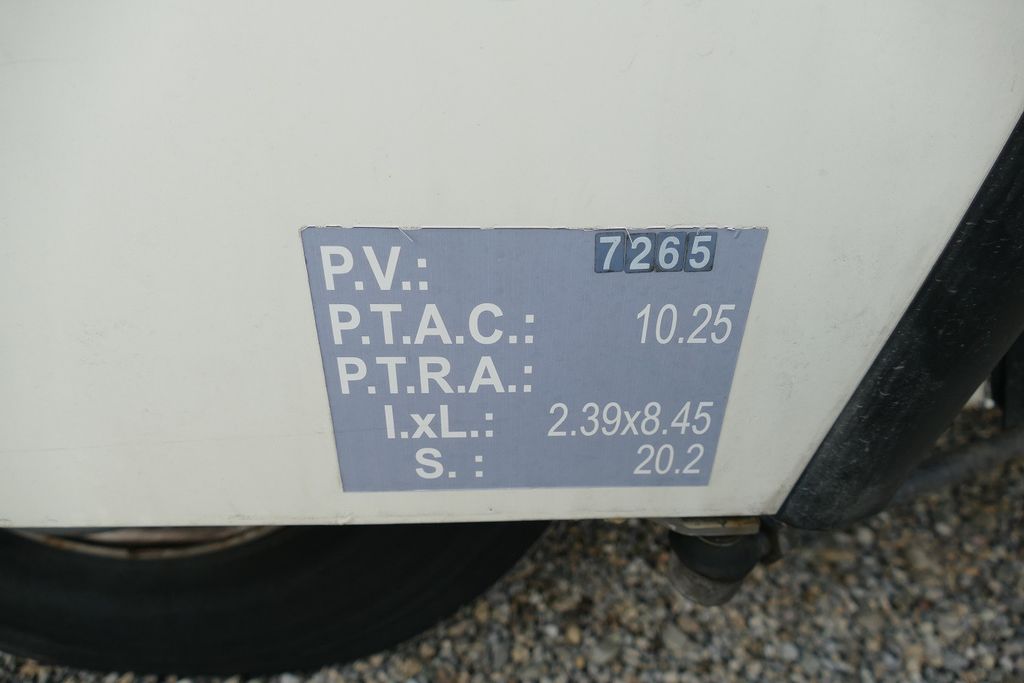 P.V.: 7265
P.T.A.C.: 10.25
P.T.R.A.:
l.xL.: 2.39x8.45
S. : 20.2